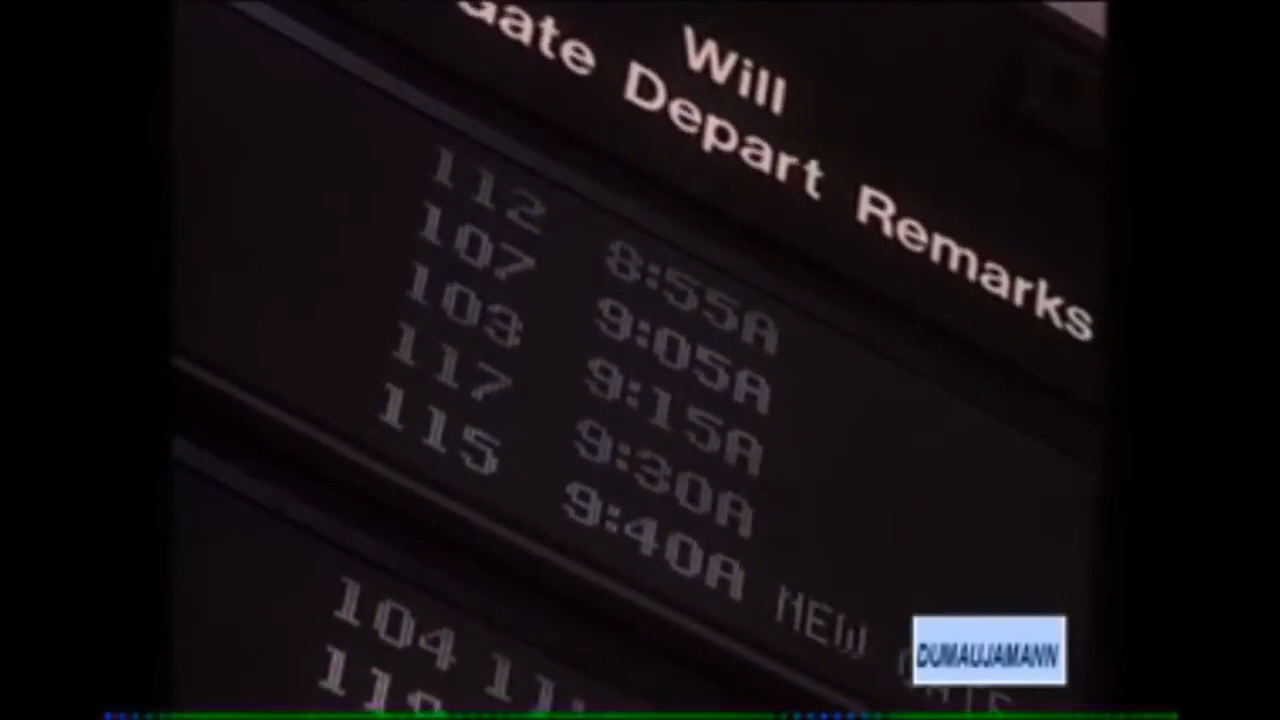 Will
Gate Depart Remarks
112 8:55A
107 9:05A
103 9:15A
117 9:30A
115 9:40A NEW
104 11:
DUMAUJAMANN